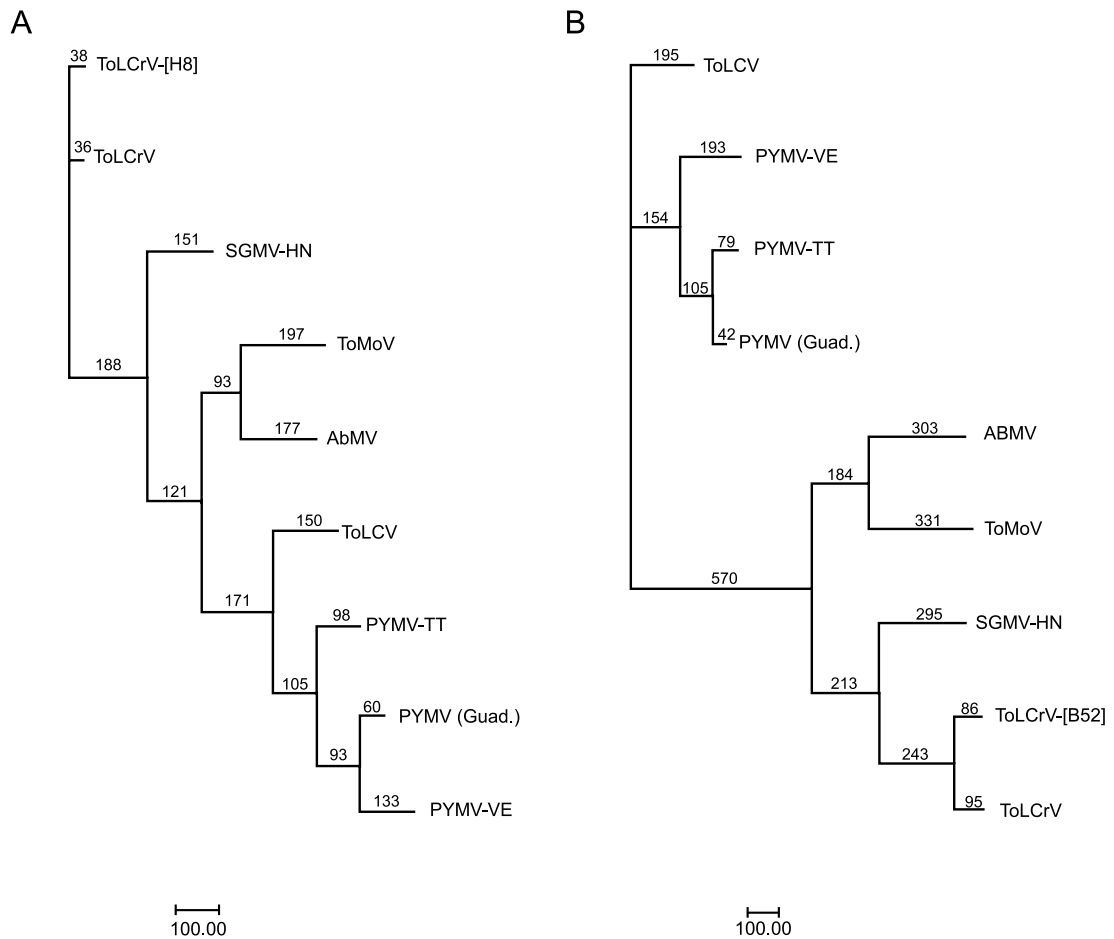 A
38 ToLCrV-[H8]
36 ToLCrV
151
SGMV-HN
197
ToMoV
188
93
177
AbMV
121
150
ToLCV
171
98
PYMV-TT
105
60
PYMV (Guad.)
93
133
PYMV-VE
100.00
B
195
ToLCV
193
PYMV-VE
154
79
PYMV-TT
105
42 PYMV (Guad.)
303
ABMV
184
331
ToMoV
570
295
SGMV-HN
213
86
ToLCrV-[B52]
243
95
ToLCrV
100.00